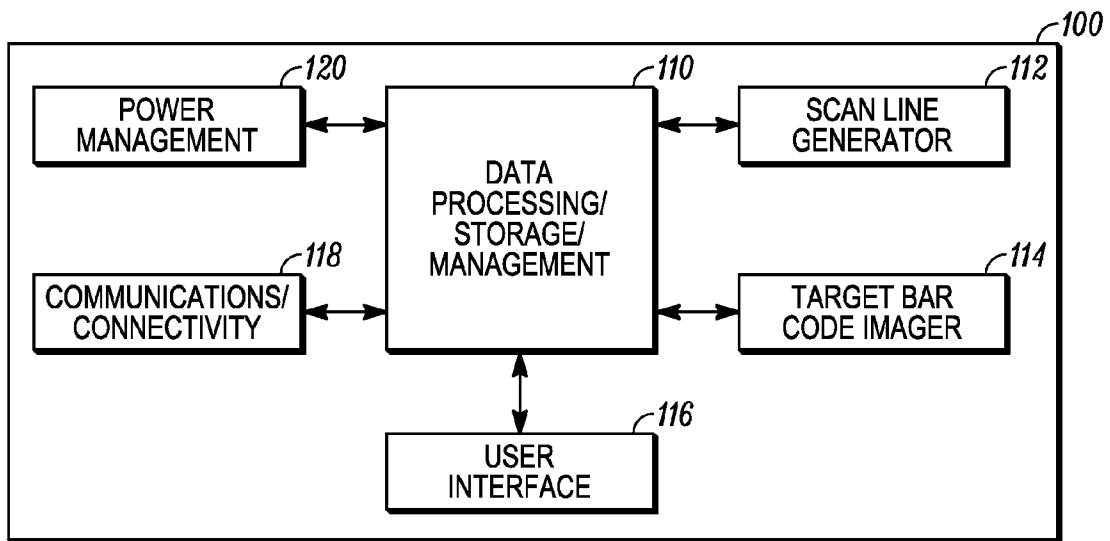 100
120
POWER
MANAGEMENT
110
DATA
PROCESSING/
STORAGE/
MANAGEMENT
112
SCAN LINE
GENERATOR
118
COMMUNICATIONS/
CONNECTIVITY
114
TARGET BAR
CODE IMAGER
116
USER
INTERFACE